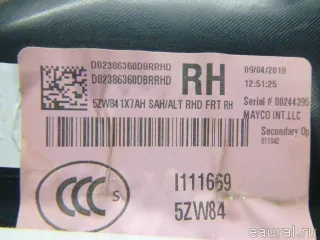 D02386360DBRRHD
D02386360DBRRHD
RH
09/04/2019
12:51:25
5ZW84 1X7AH SAH/ALT RHD FRT RH
Serial # 00244395
MAYCO INT.LLC
Secondary Op
011042
CCC
S
I111669
5ZW84
eaural.ru